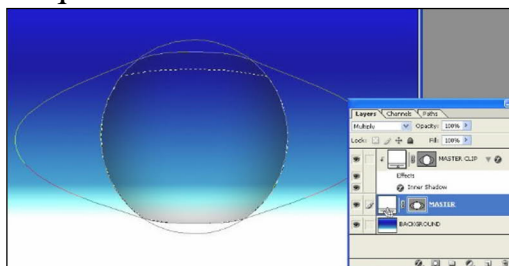 Layers Channels Paths
Multiply Opacity: 100%
Lock: Fill: 100%
MASTER CLIP
Effects
Inner Shadow
MASTER
BACKGROUND